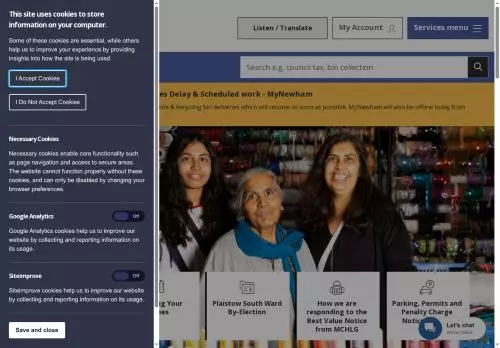 This site uses cookies to store
information on your computer.
Some of these cookies are essential, while others
help us to improve your experience by providing
insights into how the site is being used.
I Accept Cookies
I Do Not Accept Cookies
Necessary Cookies
Necessary cookies enable core functionality such
as page navigation and access to secure areas.
The website cannot function properly without these
cookies, and can only be disabled by changing your
browser preferences.
Google Analytics
Off
Google Analytics cookies help us to improve our
website by collecting and reporting information on
its usage.
Siteimprove
Off
Siteimprove cookies help us to improve our website
by collecting and reporting information on its usage.
Save and close
Listen / Translate
My Account
Services menu
Search e.g. council-tax, bin collection
es Delay & Scheduled work - MyNewham
& Recycling bin deliveries which will resume as soon as possible. MyNewham will also be offline today from
ing Your
mes
Plaistow South Ward
By-Election
How we are
responding to the
Best Value Notice
from MCHLG
Parking, Permits and
Penalty Charge
Let's chat